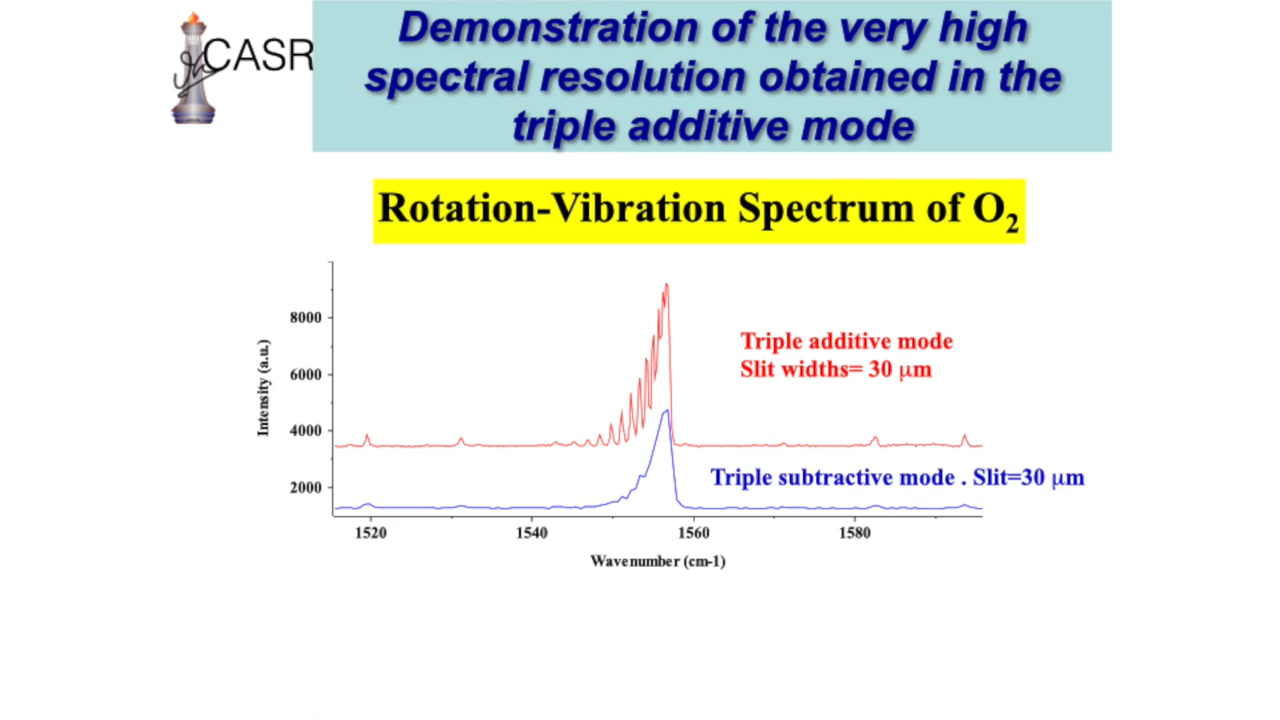 JNCASR
Demonstration of the very high
spectral resolution obtained in the
triple additive mode
Rotation-Vibration Spectrum of O₂
8000
6000
4000
2000
Intensity (a.u.)
Triple additive mode
Slit widths= 30 μm
Triple subtractive mode . Slit=30 μm
1520 1540 1560 1580
Wavenumber (cm-1)